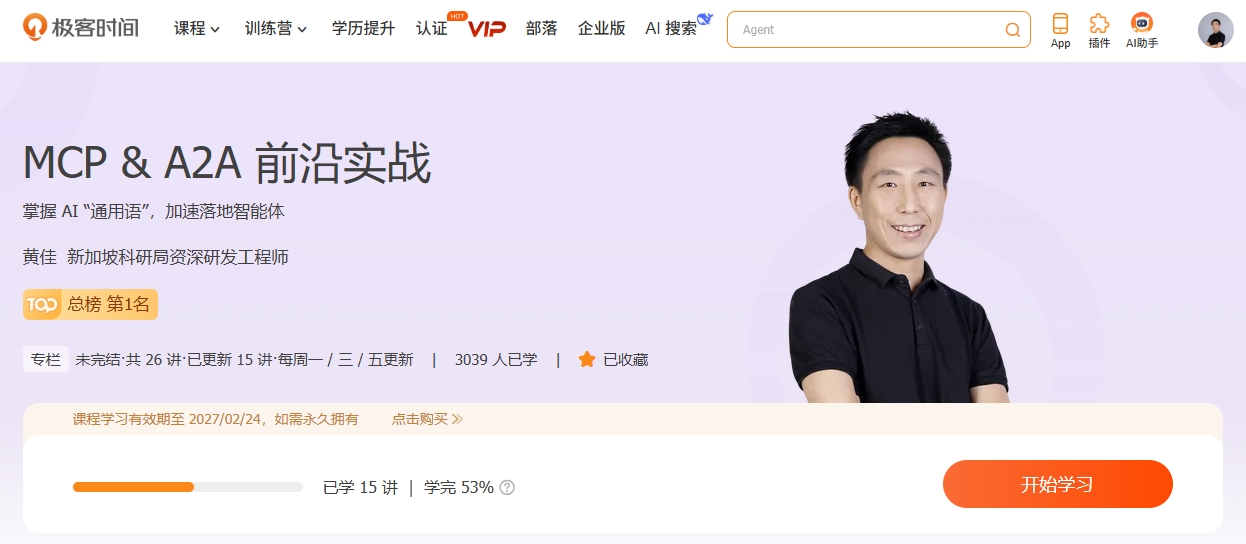 极客时间 课程 训练营 学历提升 认证 HOT VIP 部落 企业版 AI 搜索 Agent App 插件 AI助手
MCP & A2A 前沿实战
掌握 AI “通用语”，加速落地智能体
黄佳 新加坡科研局资深研发工程师
TOP 总榜 第1名
专栏 未完结·共 26 讲·已更新 15 讲·每周一 / 三 / 五更新 | 3039 人已学 | 已收藏
课程学习有效期至 2027/02/24，如需永久拥有 点击购买
已学 15 讲 | 学完 53% ? 开始学习